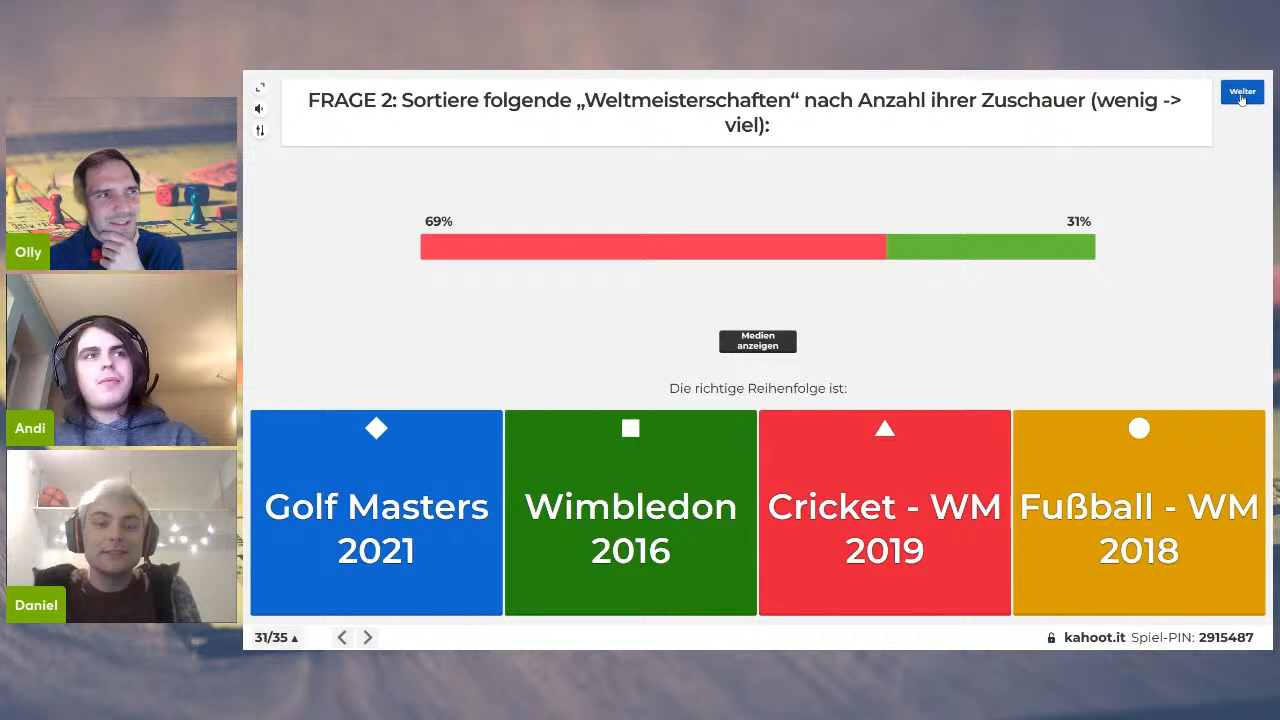 FRAGE 2: Sortiere folgende „Weltmeisterschaften“ nach Anzahl ihrer Zuschauer (wenig ->
viel):
Weiter
Olly
Andi
Daniel
69%
31%
Medien
anzeigen
Die richtige Reihenfolge ist:
Golf Masters
2021
Wimbledon
2016
Cricket - WM
2019
Fußball - WM
2018
31/35 ▴
kahoot.it Spiel-PIN: 2915487